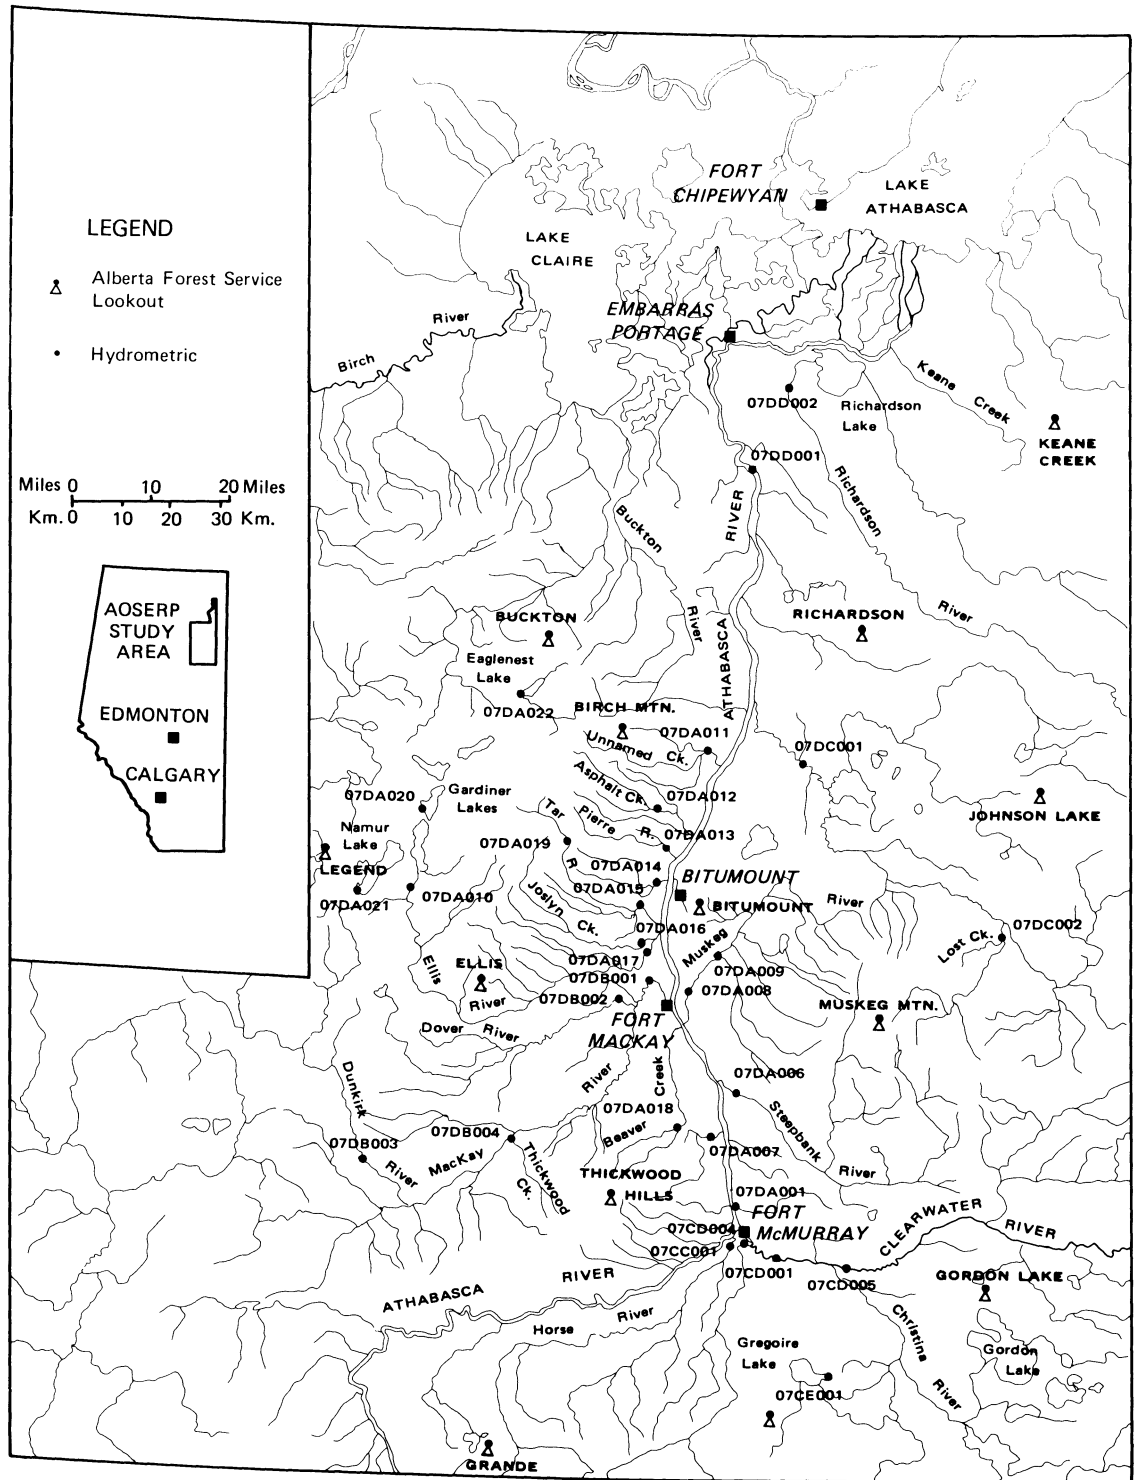 LEGEND
Alberta Forest Service
Lookout
Hydrometric
Miles 0 10 20 Miles
Km. 0 10 20 30 Km.
AOSERP
STUDY
AREA
EDMONTON
CALGARY
FORT
CHIPEWYAN
LAKE
ATHABASCA
LAKE
CLAIRE
EMBARRAS
PORTAGE
Birch River
Keane Creek
07DD002
Richardson
Lake
KEANE
CREEK
07DD001
RIVER
Richardson River
Buckton River
BUCKTON
RICHARDSON
ATHABASCA
Eaglenest
Lake
07DA022
BIRCH MTN.
07DA011
Unnamed Ck.
07DC001
Asphalt Ck.
07DA012
07DA020
Gardiner
Lakes
JOHNSON LAKE
Tar R.
Pierre R.
07DA013
Namur
Lake
07DA019
LEGEND
07DA014
BITUMOUNT
07DA015
07DA021
07DA010
BITUMOUNT
River
Joslyn Ck.
07DA016
Muskeg
07DC002
Lost Ck.
07DA017
Ellis River
ELLIS
07DA009
07DB001
07DA008
07DB002
MUSKEG MTN.
Dover River
FORT
MACKAY
Dunkirk River
River
Creek
07DA006
07DA018
Steepbank River
Beaver
07DB004
07DB003
MacKay
Thickwood
Ck.
07DA007
THICKWOOD
HILLS
07DA001
FORT
McMURRAY
07CD004
CLEARWATER RIVER
07CC001
07CD001
07CD005
GORDON LAKE
ATHABASCA RIVER
Horse River
Christina River
Gregoire
Lake
Gordon
Lake
07CE001
GRANDE